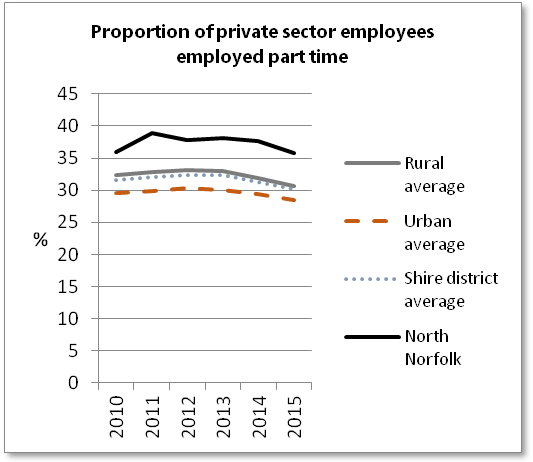 Proportion of private sector employees
employed part time
45
40
35
30
25
20
15
10
5
0
%
2010
2011
2012
2013
2014
2015
Rural
average
Urban
average
Shire district
average
North
Norfolk